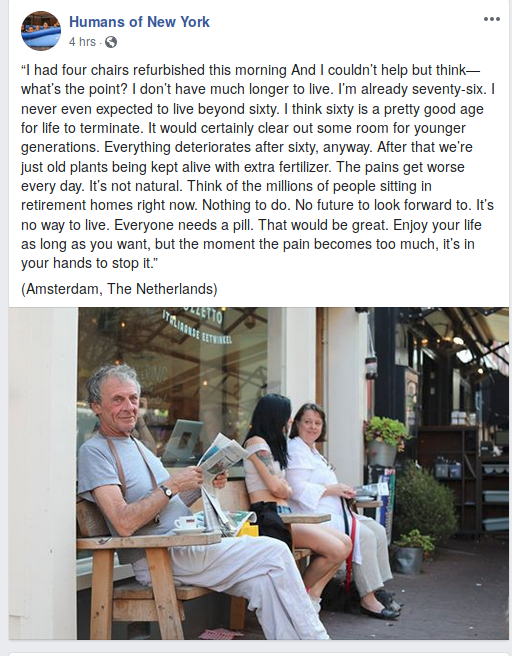 Humans of New York
4 hrs ·
“I had four chairs refurbished this morning And I couldn’t help but think—
what’s the point? I don’t have much longer to live. I’m already seventy-six. I
never even expected to live beyond sixty. I think sixty is a pretty good age
for life to terminate. It would certainly clear out some room for younger
generations. Everything deteriorates after sixty, anyway. After that we’re
just old plants being kept alive with extra fertilizer. The pains get worse
every day. It’s not natural. Think of the millions of people sitting in
retirement homes right now. Nothing to do. No future to look forward to. It’s
no way to live. Everyone needs a pill. That would be great. Enjoy your life
as long as you want, but the moment the pain becomes too much, it’s in
your hands to stop it.”
(Amsterdam, The Netherlands)
ITALIAANSE EETWINKEL